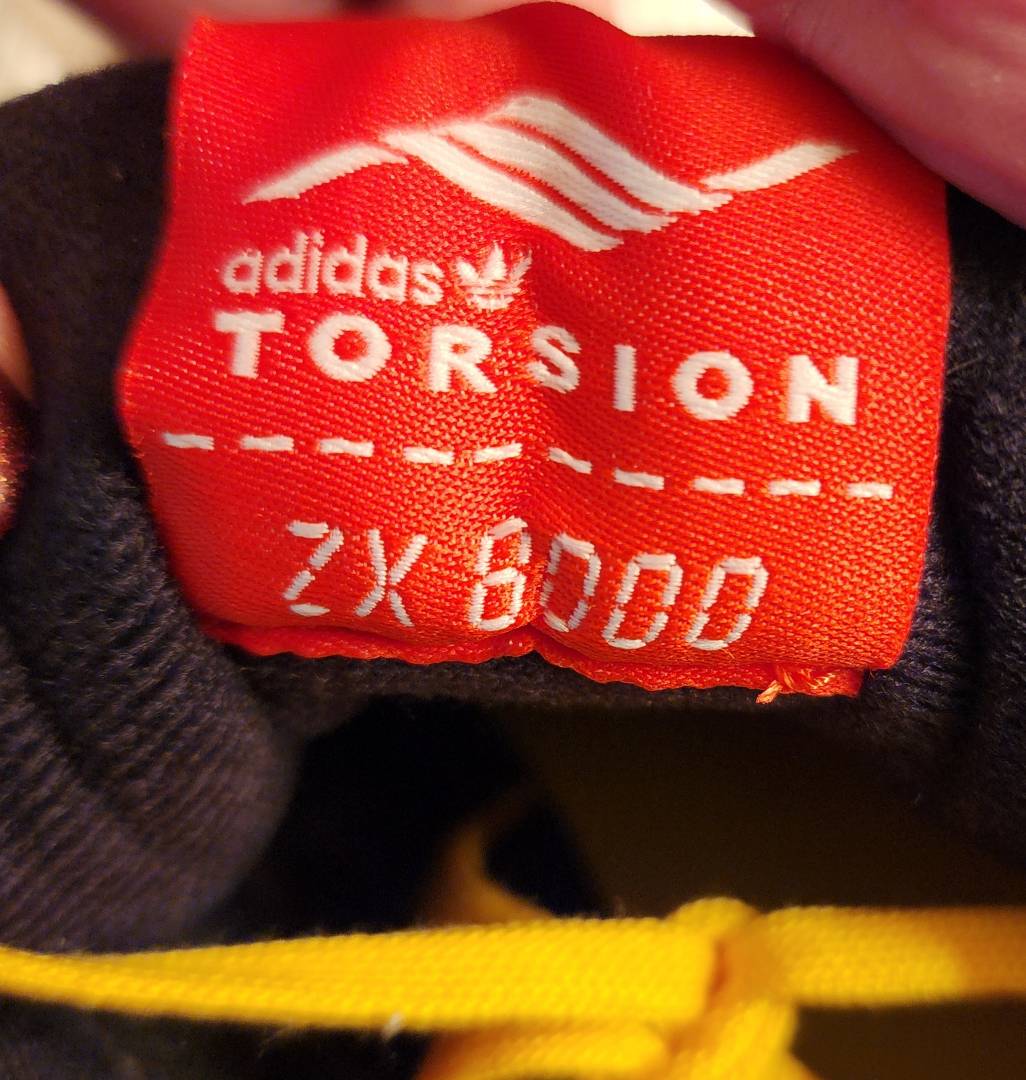 adidas
TORSION
ZX 8000